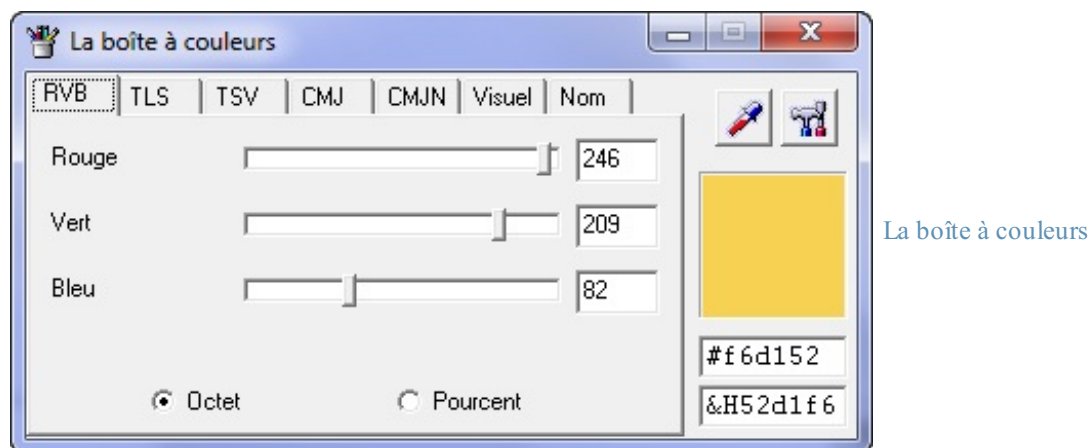 La boîte à couleurs
RVB TLS TSV CMJ CMJN Visuel Nom
Rouge 246
Vert 209
La boîte à couleurs
Bleu 82
#f6d152
Octet Pourcent &H52d1f6